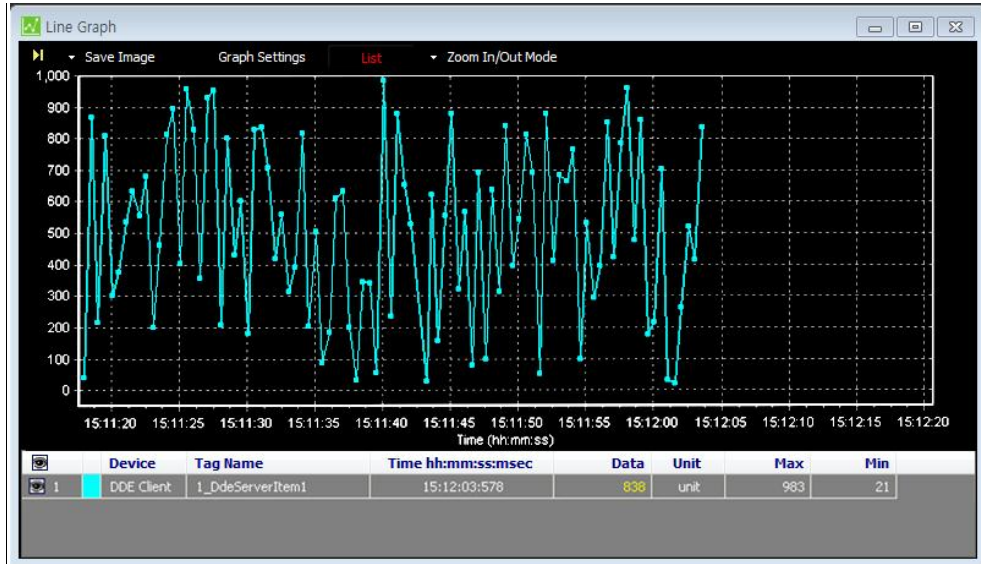 Line Graph
Save Image Graph Settings List Zoom In/Out Mode
1,000
900
800
700
600
500
400
300
200
100
0
15:11:20 15:11:25 15:11:30 15:11:35 15:11:40 15:11:45 15:11:50 15:11:55 15:12:00 15:12:05 15:12:10 15:12:15 15:12:20
Time (hh:mm:ss)
Device Tag Name Time hh:mm:ss:msec Data Unit Max Min
1 DDE Client 1_DdeServerItem1 15:12:03:578 838 unit 983 21